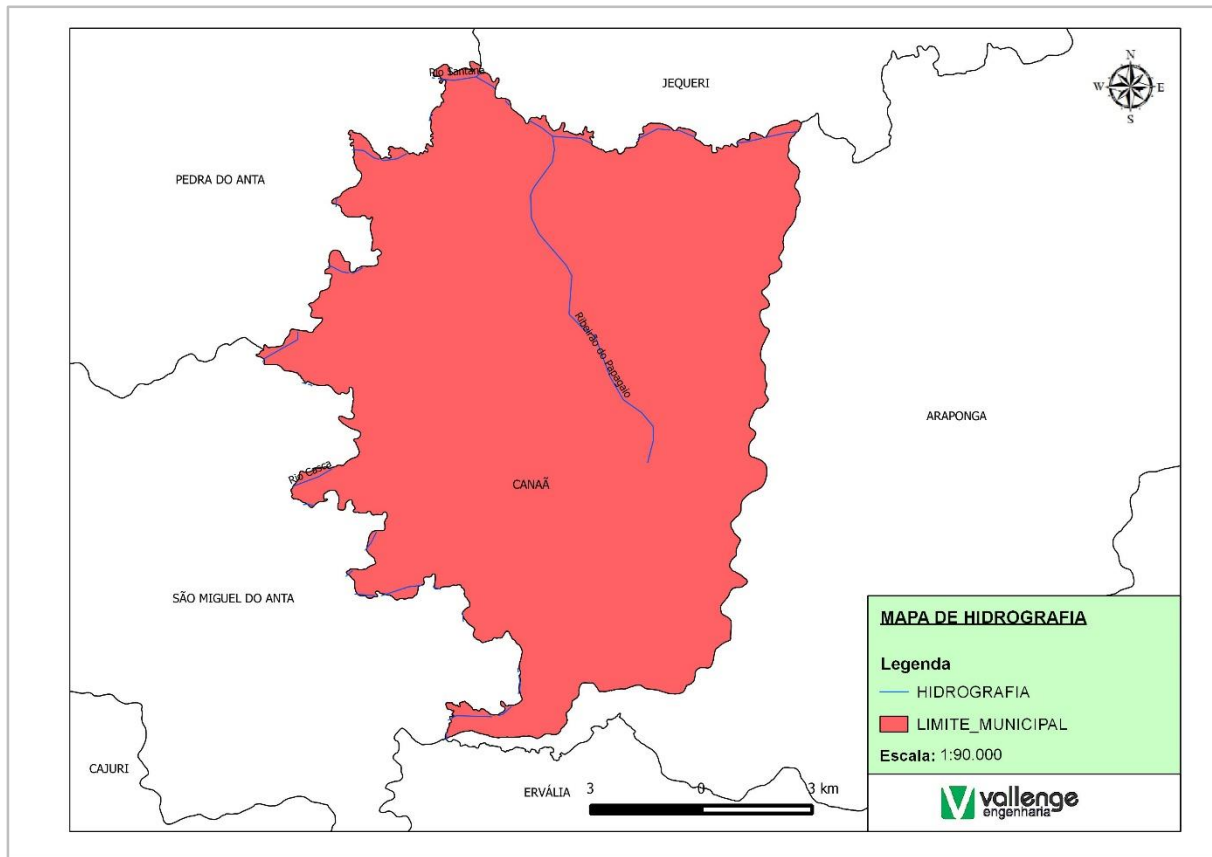 Rio Santana
JEQUERI
N
W
E
S
PEDRA DO ANTA
Ribeirão do Papagaio
ARAPONGA
Rio Casca
CANAÃ
SÃO MIGUEL DO ANTA
MAPA DE HIDROGRAFIA
Legenda
HIDROGRAFIA
LIMITE_MUNICIPAL
Escala: 1:90.000
CAJURI
ERVÁLIA
3 0 3 km
vallenge
engenharia